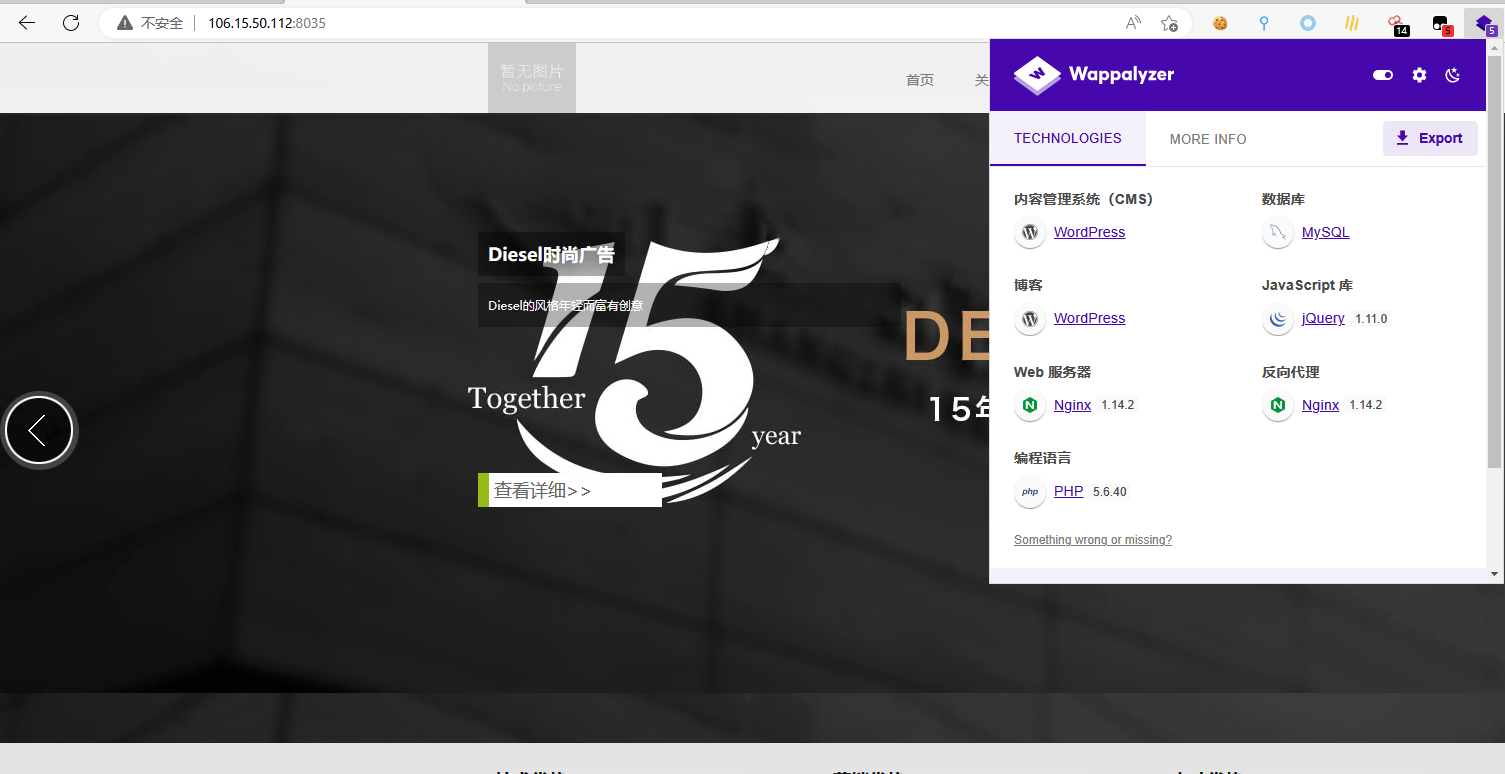 不安全 106.15.50.112:8035
14
5
5
暂无图片
No picture
首页
关
Wappalyzer
TECHNOLOGIES
MORE INFO
Export
内容管理系统（CMS）
WordPress
数据库
MySQL
博客
WordPress
JavaScript 库
jQuery 1.11.0
Web 服务器
Nginx 1.14.2
反向代理
Nginx 1.14.2
编程语言
php
PHP 5.6.40
Something wrong or missing?
Diesel时尚广告
Diesel的风格年轻而富有创意
15
Together
year
DE
15年
查看详细>>